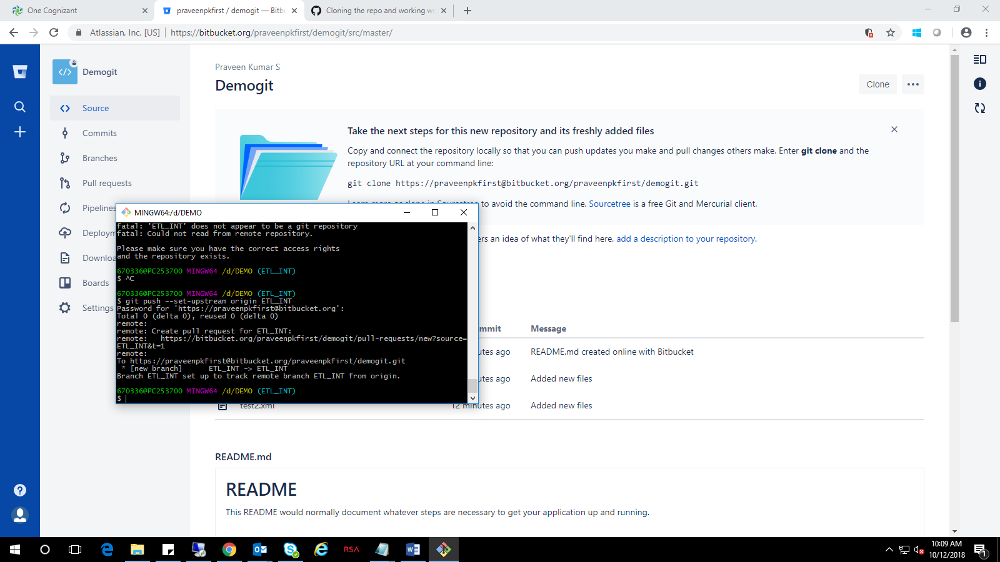 One Cognizant
praveenpkfirst / demogit — Bitbu
Cloning the repo and working wi
Atlassian, Inc. [US]
https://bitbucket.org/praveenpkfirst/demogit/src/master/
Demogit
Source
Commits
Branches
Pull requests
Pipelines
Deploym
Downloa
Boards
Settings
Praveen Kumar S
Demogit
Clone
Take the next steps for this new repository and its freshly added files
Copy and connect the repository locally so that you can push updates you make and pull changes others make. Enter git clone and the
repository URL at your command line:
git clone https://praveenpkfirst@bitbucket.org/praveenpkfirst/demogit.git
Learn more or clone in Sourcetree to avoid the command line. Sourcetree is a free Git and Mercurial client.
ers an idea of what they'll find here, add a description to your repository.
MINGW64:/d/DEMO
fatal: 'ETL_INT' does not appear to be a git repository
fatal: Could not read from remote repository.
Please make sure you have the correct access rights
and the repository exists.
670336@PC253700 MINGW64 /d/DEMO (ETL_INT)
$ ^C
670336@PC253700 MINGW64 /d/DEMO (ETL_INT)
$ git push --set-upstream origin ETL_INT
Password for 'https://praveenpkfirst@bitbucket.org':
Total 0 (delta 0), reused 0 (delta 0)
remote:
remote: Create pull request for ETL_INT:
remote:   https://bitbucket.org/praveenpkfirst/demogit/pull-requests/new?source=
ETL_INT&t=1
remote:
To https://praveenpkfirst@bitbucket.org/praveenpkfirst/demogit.git
* [new branch]      ETL_INT -> ETL_INT
Branch ETL_INT set up to track remote branch ETL_INT from origin.
670336@PC253700 MINGW64 /d/DEMO (ETL_INT)
$
mmit Message
utes ago README.md created online with Bitbucket
utes ago Added new files
test2.xml 12 minutes ago Added new files
README.md
README
This README would normally document whatever steps are necessary to get your application up and running.
RSA
10:09 AM
10/12/2018
1